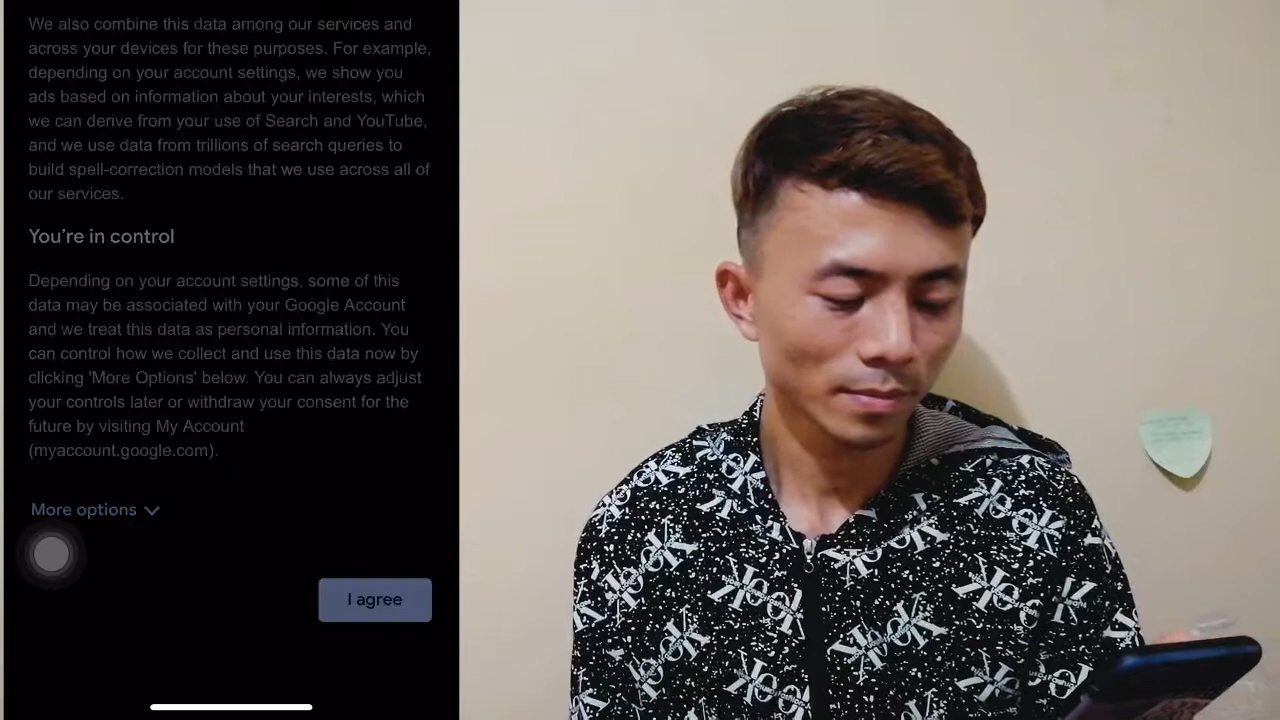 We also combine this data among our services and
across your devices for these purposes. For example,
depending on your account settings, we show you
ads based on information about your interests, which
we can derive from your use of Search and YouTube,
and we use data from trillions of search queries to
build spell-correction models that we use across all of
our services.
You're in control
Depending on your account settings, some of this
data may be associated with your Google Account
and we treat this data as personal information. You
can control how we collect and use this data now by
clicking 'More Options' below. You can always adjust
your controls later or withdraw your consent for the
future by visiting My Account
(myaccount.google.com).
More options
I agree